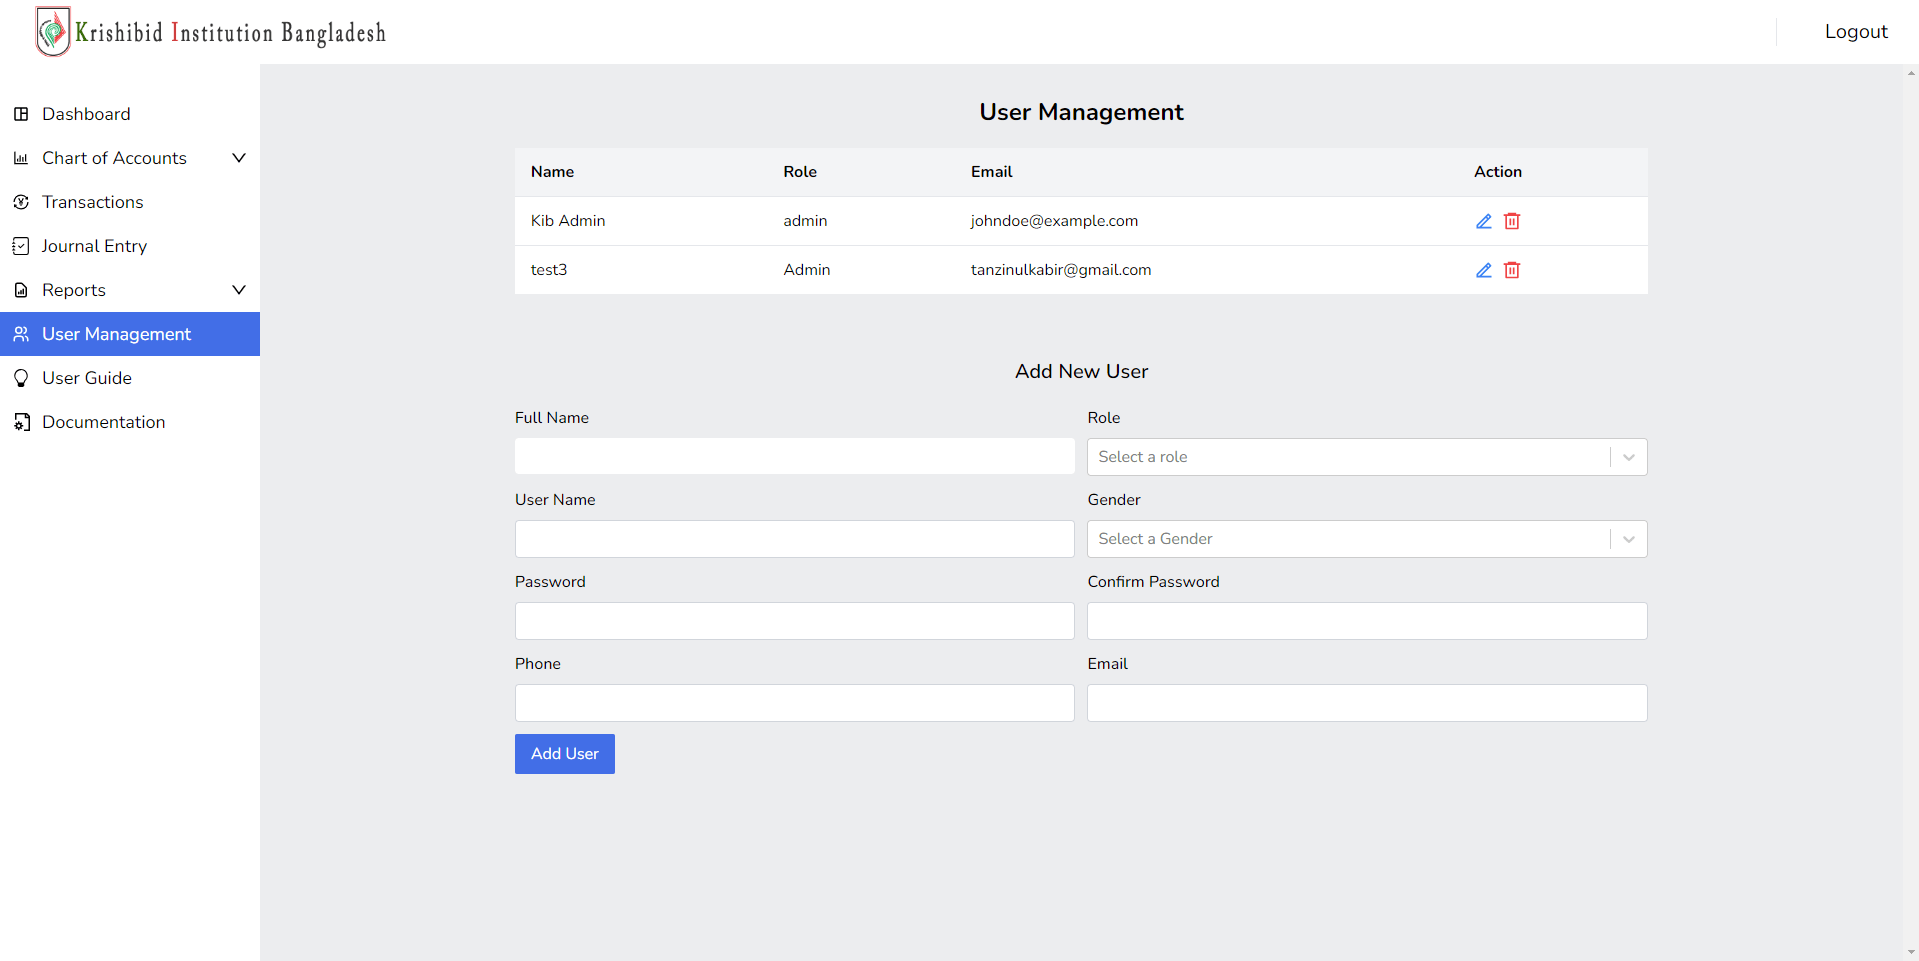 Krishibid Institution Bangladesh
Logout
Dashboard
Chart of Accounts
Transactions
Journal Entry
Reports
User Management
User Guide
Documentation
User Management
Name Role Email Action
Kib Admin admin johndoe@example.com
test3 Admin tanzinulkabir@gmail.com
Add New User
Full Name Role
Select a role
User Name Gender
Select a Gender
Password Confirm Password
Phone Email
Add User